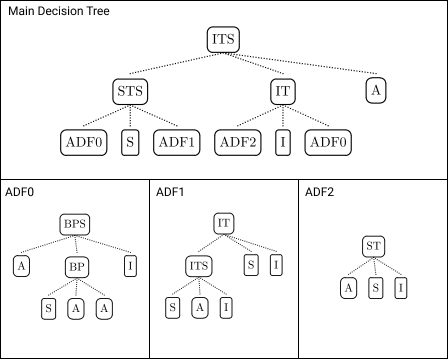 Main Decision Tree
ITS
STS IT A
ADF0 S ADF1 ADF2 I ADF0
ADF0
BPS
A BP I
S A A
ADF1
IT
ITS S I
S A I
ADF2
ST
A S I